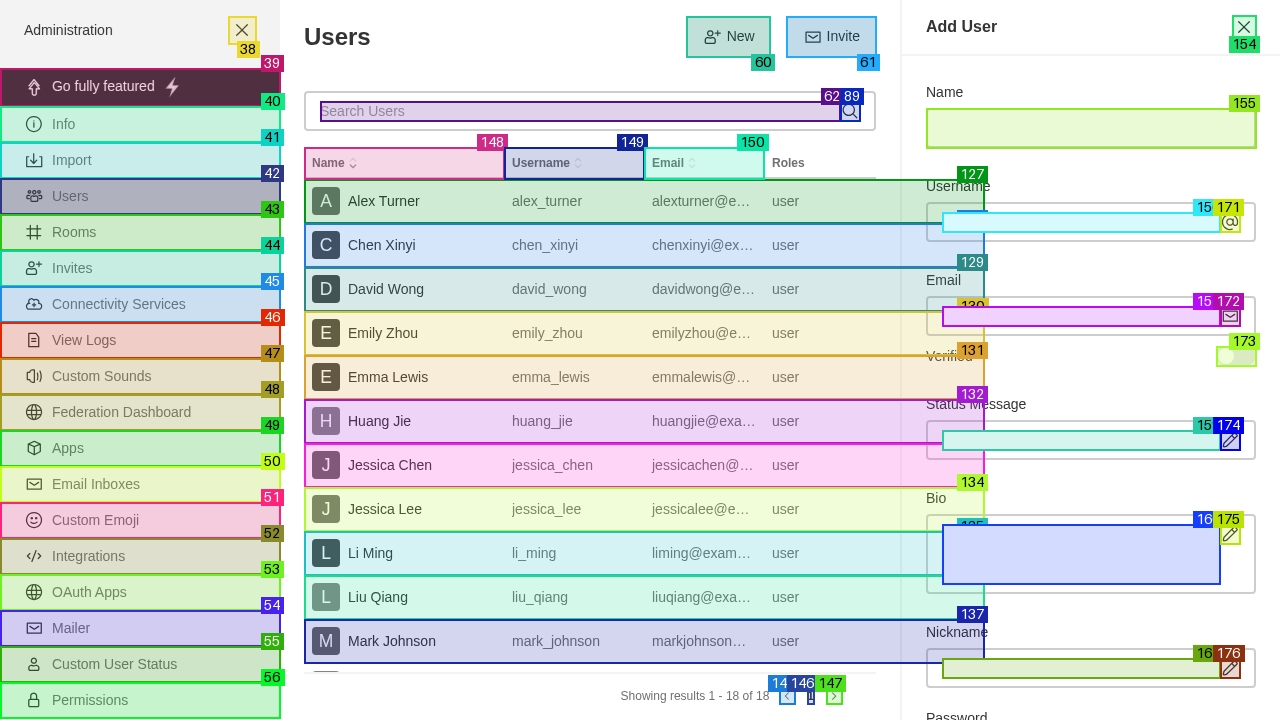 Administration
38
39
Go fully featured
40
Info
41
Import
42
Users
43
Rooms
44
Invites
45
Connectivity Services
46
View Logs
47
Custom Sounds
48
Federation Dashboard
49
Apps
50
Email Inboxes
51
Custom Emoji
52
Integrations
53
OAuth Apps
54
Mailer
55
Custom User Status
56
Permissions
Users
New
60
Invite
61
62 89
Search Users
148 149 150
Name Username Email Roles
127
Alex Turner alex_turner alexturner@e... user
Chen Xinyi chen_xinyi chenxinyi@ex... user
129
David Wong david_wong davidwong@e... user
Emily Zhou emily_zhou emilyzhou@e... user
131
Emma Lewis emma_lewis emmalewis@... user
132
Huang Jie huang_jie huangjie@exa... user
Jessica Chen jessica_chen jessicachen@... user
134
Jessica Lee jessica_lee jessicalee@e... user
Li Ming li_ming liming@exam... user
Liu Qiang liu_qiang liuqiang@exa... user
137
Mark Johnson mark_johnson markjohnson... user
Showing results 1 - 18 of 18
146 147
Add User
154
Name
155
Username
171
Email
172
Verified
173
Status Message
174
Bio
175
Nickname
176
Password